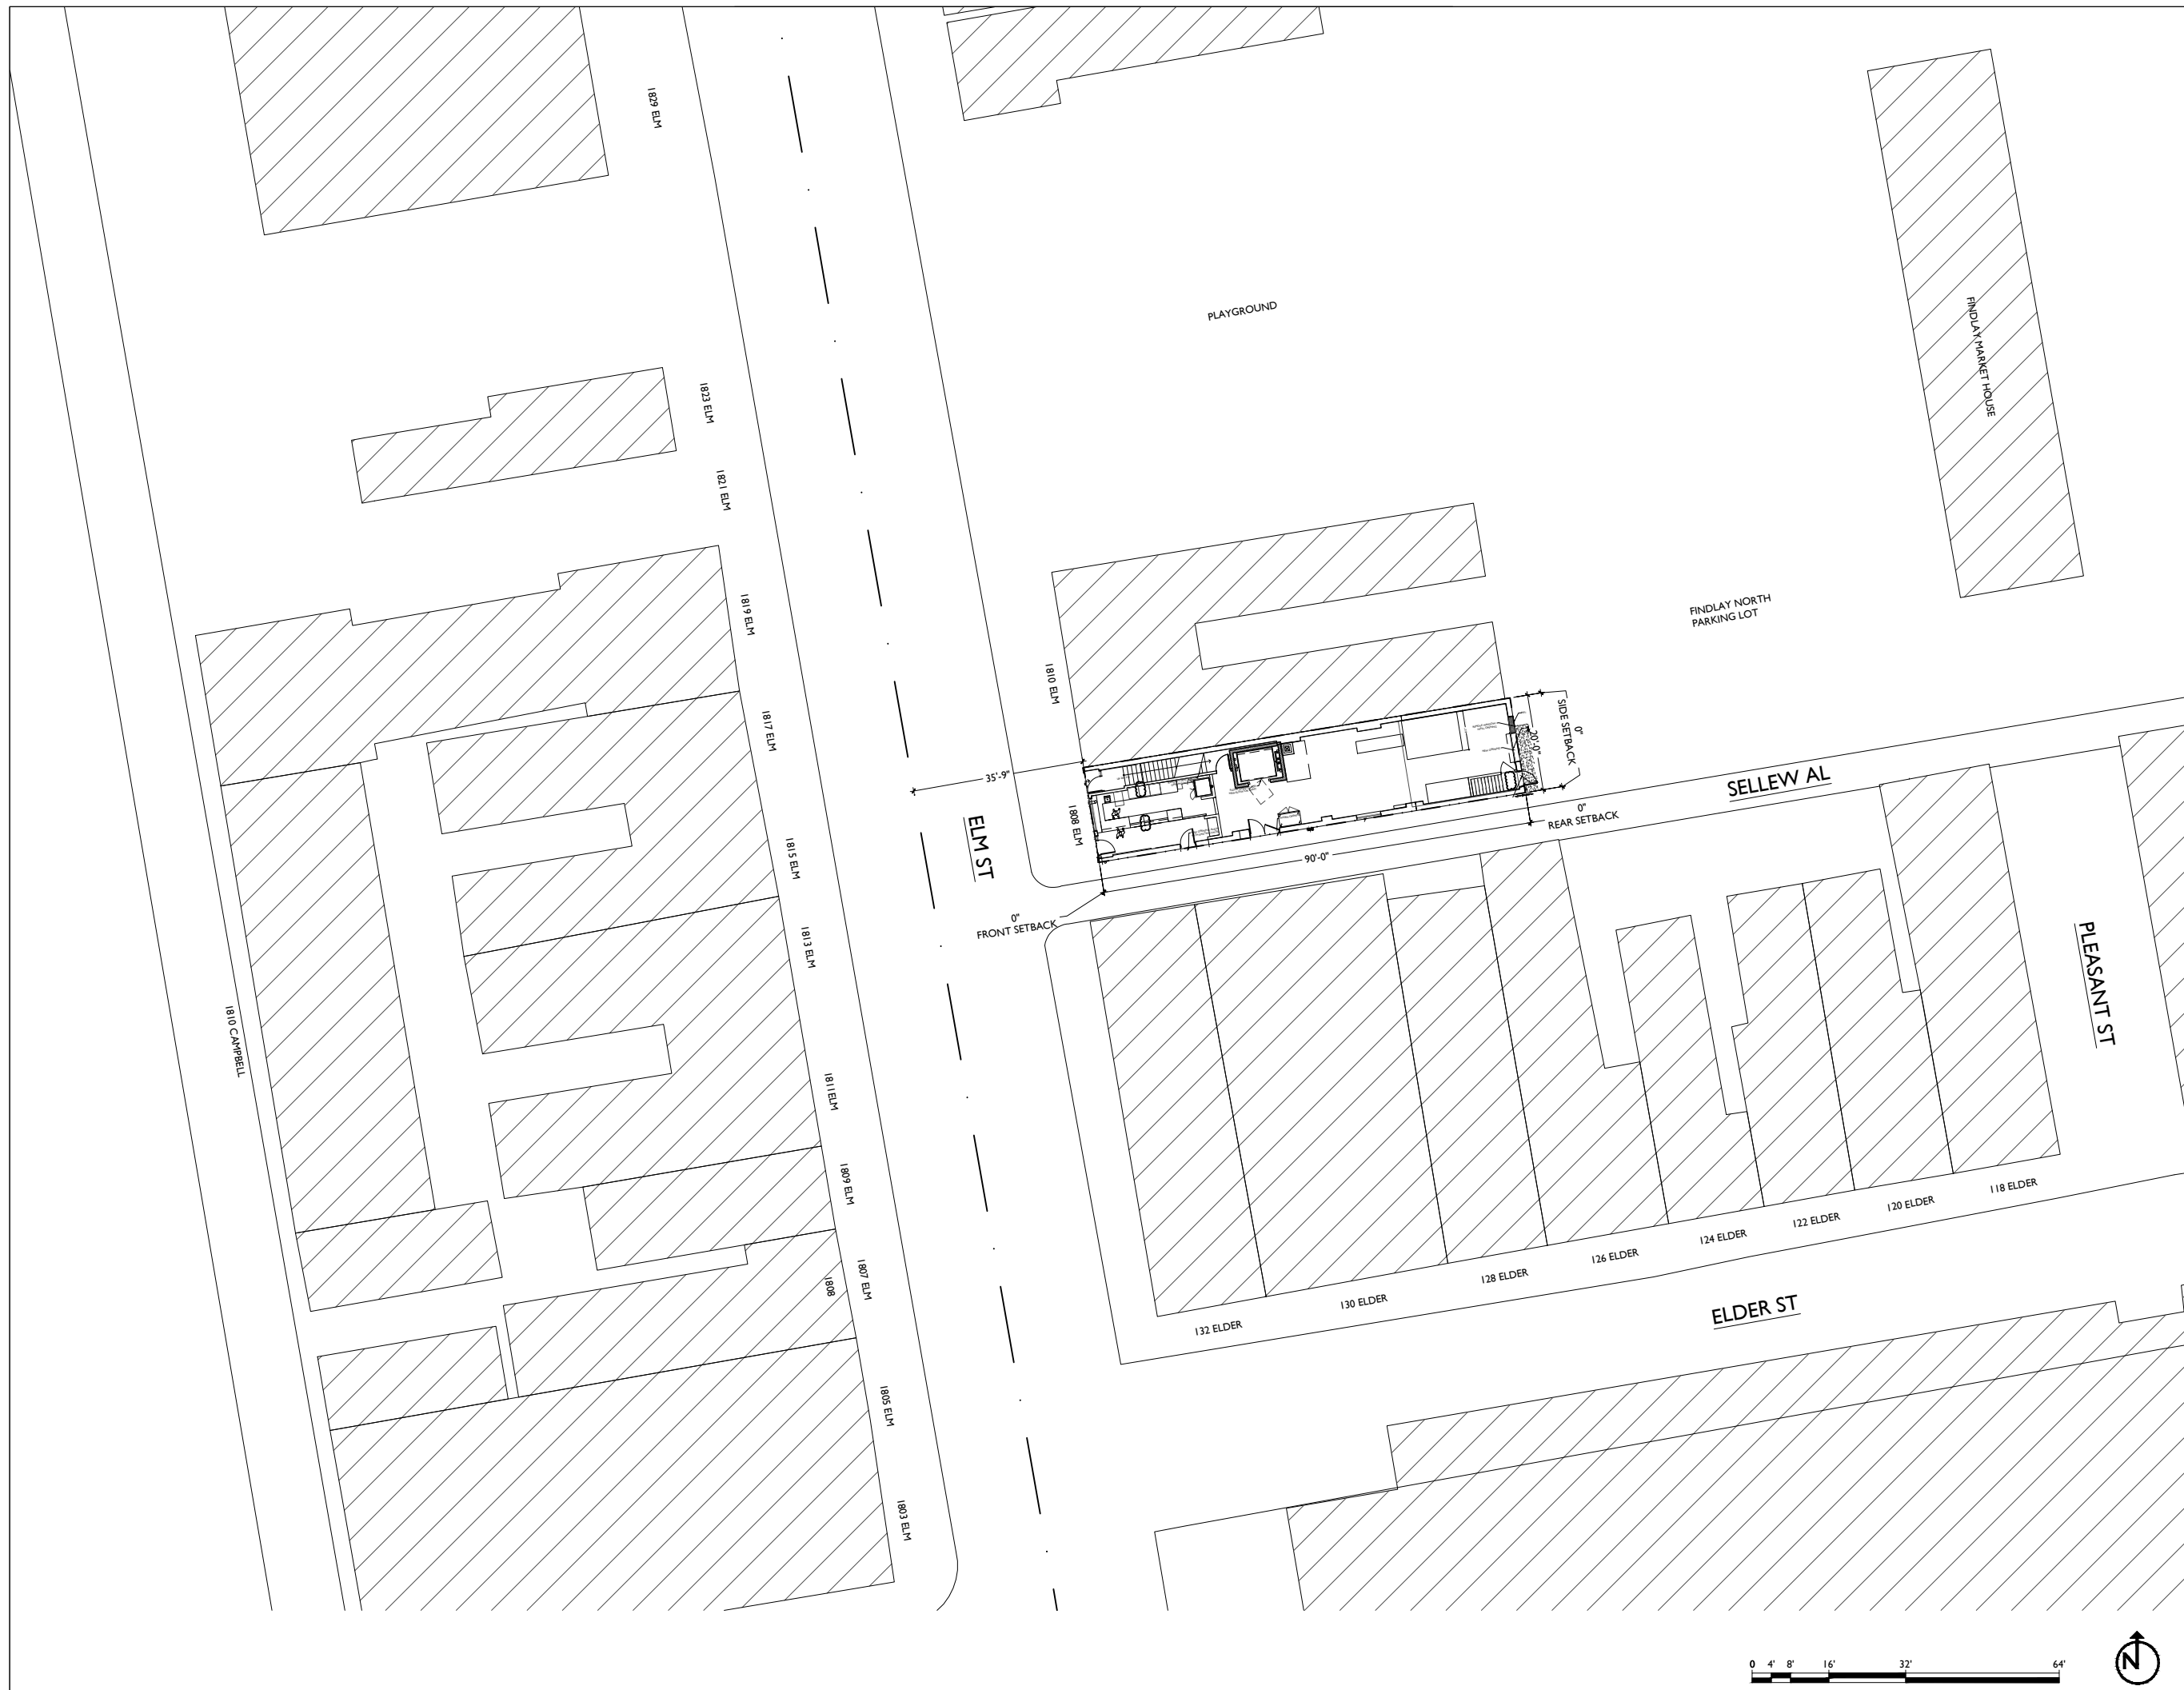 1829 ELM
PLAYGROUND
FINDLAY MARKET HOUSE
1823 ELM
1821 ELM
1819 ELM
FINDLAY NORTH
PARKING LOT
1810 ELM
1817 ELM
0"
SIDE SETBACK
20'-0"
35'-9"
SELLEW AL
1808 ELM
0"
REAR SETBACK
ELM ST
1815 ELM
90'-0"
0"
FRONT SETBACK
1813 ELM
PLEASANT ST
1810 CAMPBELL
1811ELM
1809 ELM
118 ELDER
120 ELDER
122 ELDER
124 ELDER
126 ELDER
128 ELDER
130 ELDER
132 ELDER
1807 ELM
1808
ELDER ST
1805 ELM
1803 ELM
0 4' 8' 16' 32' 64'
N